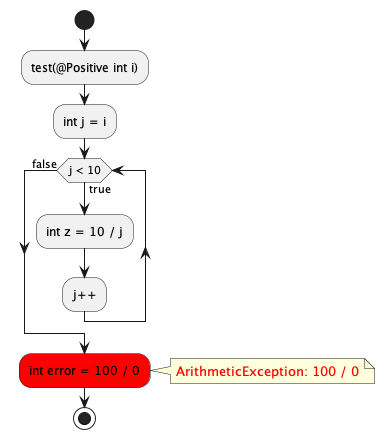 test(@Positive int i)
int j = i
false
j < 10
true
int z = 10 / j
j++
int error = 100 / 0
ArithmeticException: 100 / 0